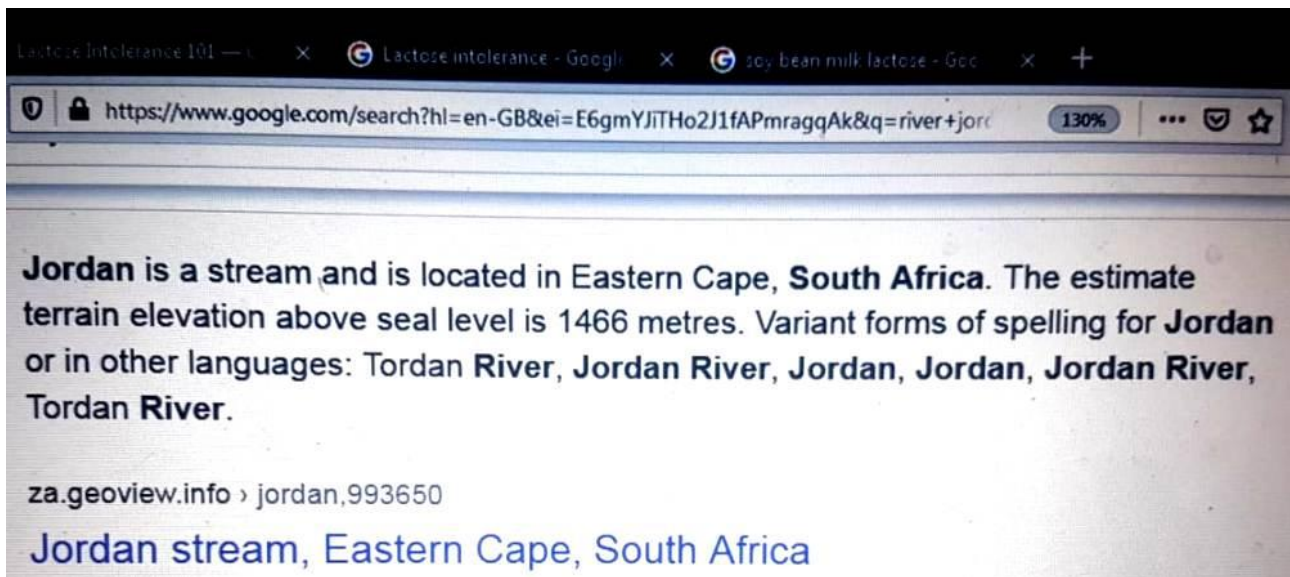 Lactose Intolerance 101 —
Lactose intolerance - Googl
soy bean milk lactose - Goo
https://www.google.com/search?hl=en-GB&ei=E6gmYJiTHo2J1fAPmragqAk&q=river+jord
130%
Jordan is a stream and is located in Eastern Cape, South Africa. The estimate
terrain elevation above seal level is 1466 metres. Variant forms of spelling for Jordan
or in other languages: Tordan River, Jordan River, Jordan, Jordan, Jordan River,
Tordan River.
za.geoview.info › jordan,993650
Jordan stream, Eastern Cape, South Africa